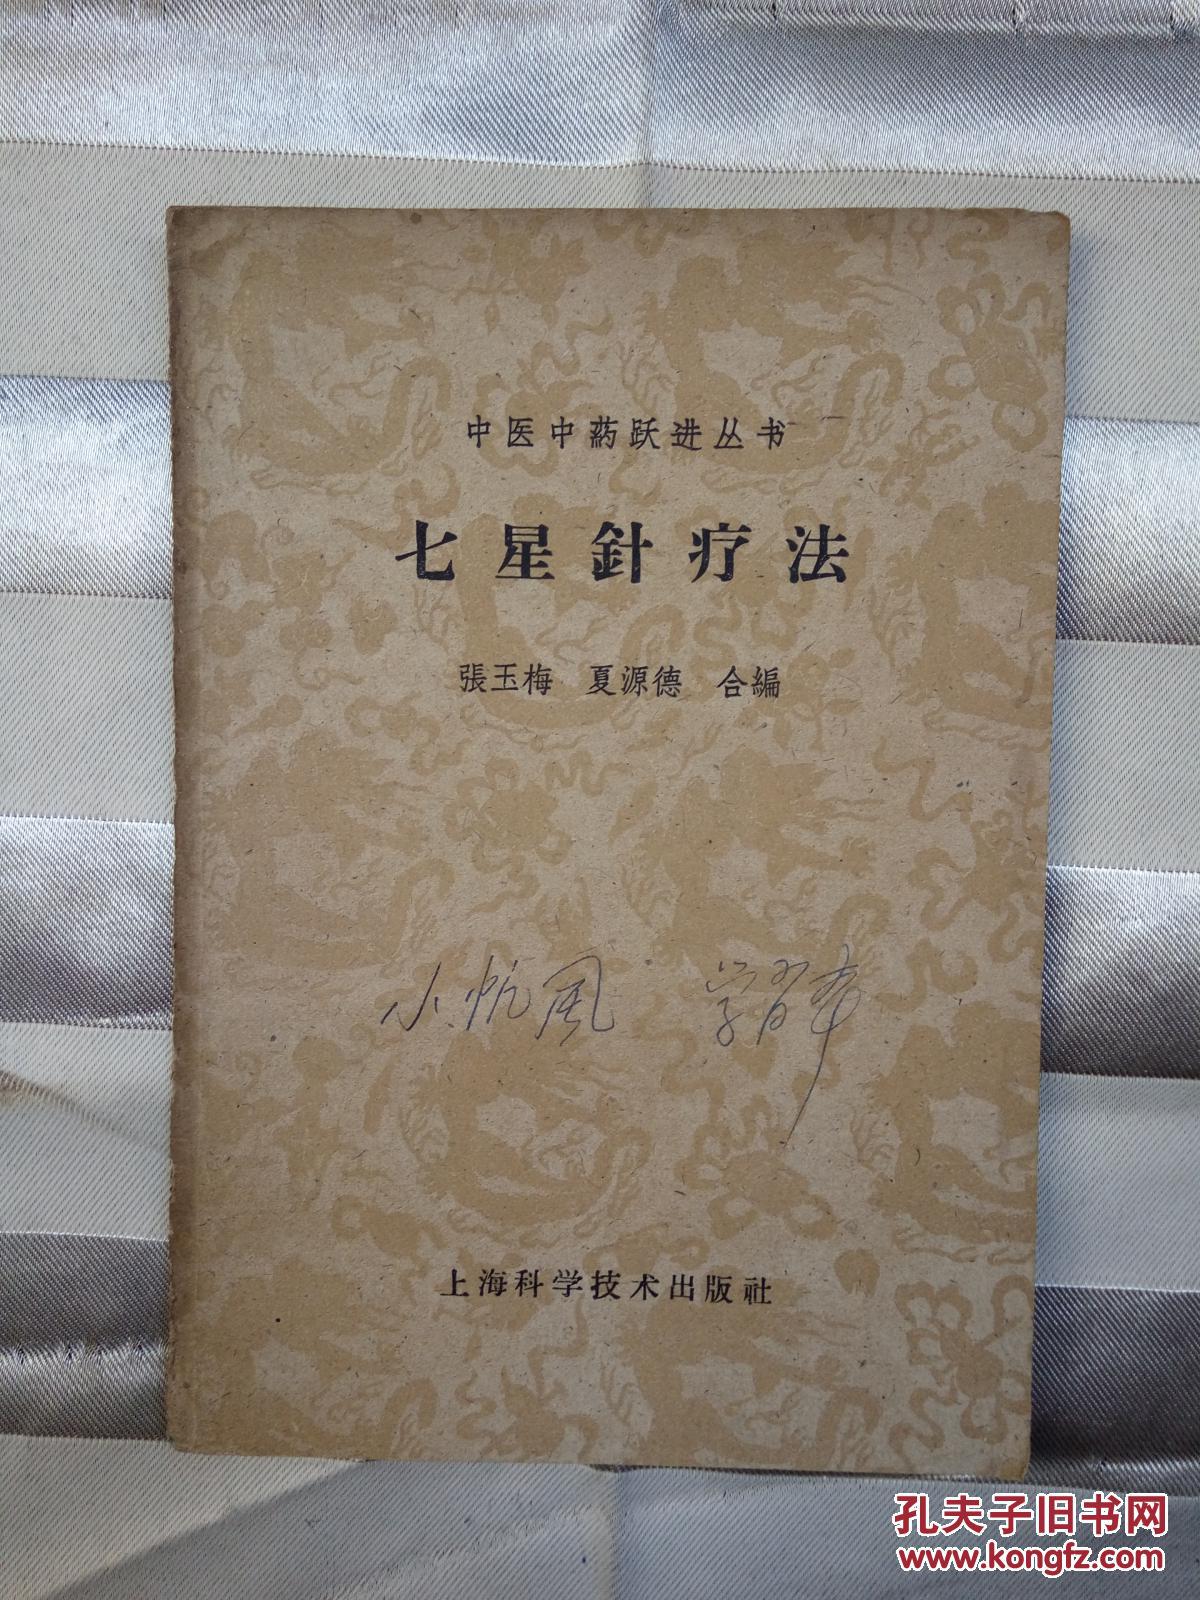 中医中药跃进丛书
七星針疗法
張玉梅 夏源德 合編
学习
上海科学技术出版社
孔夫子旧书网
www.kongfz.com